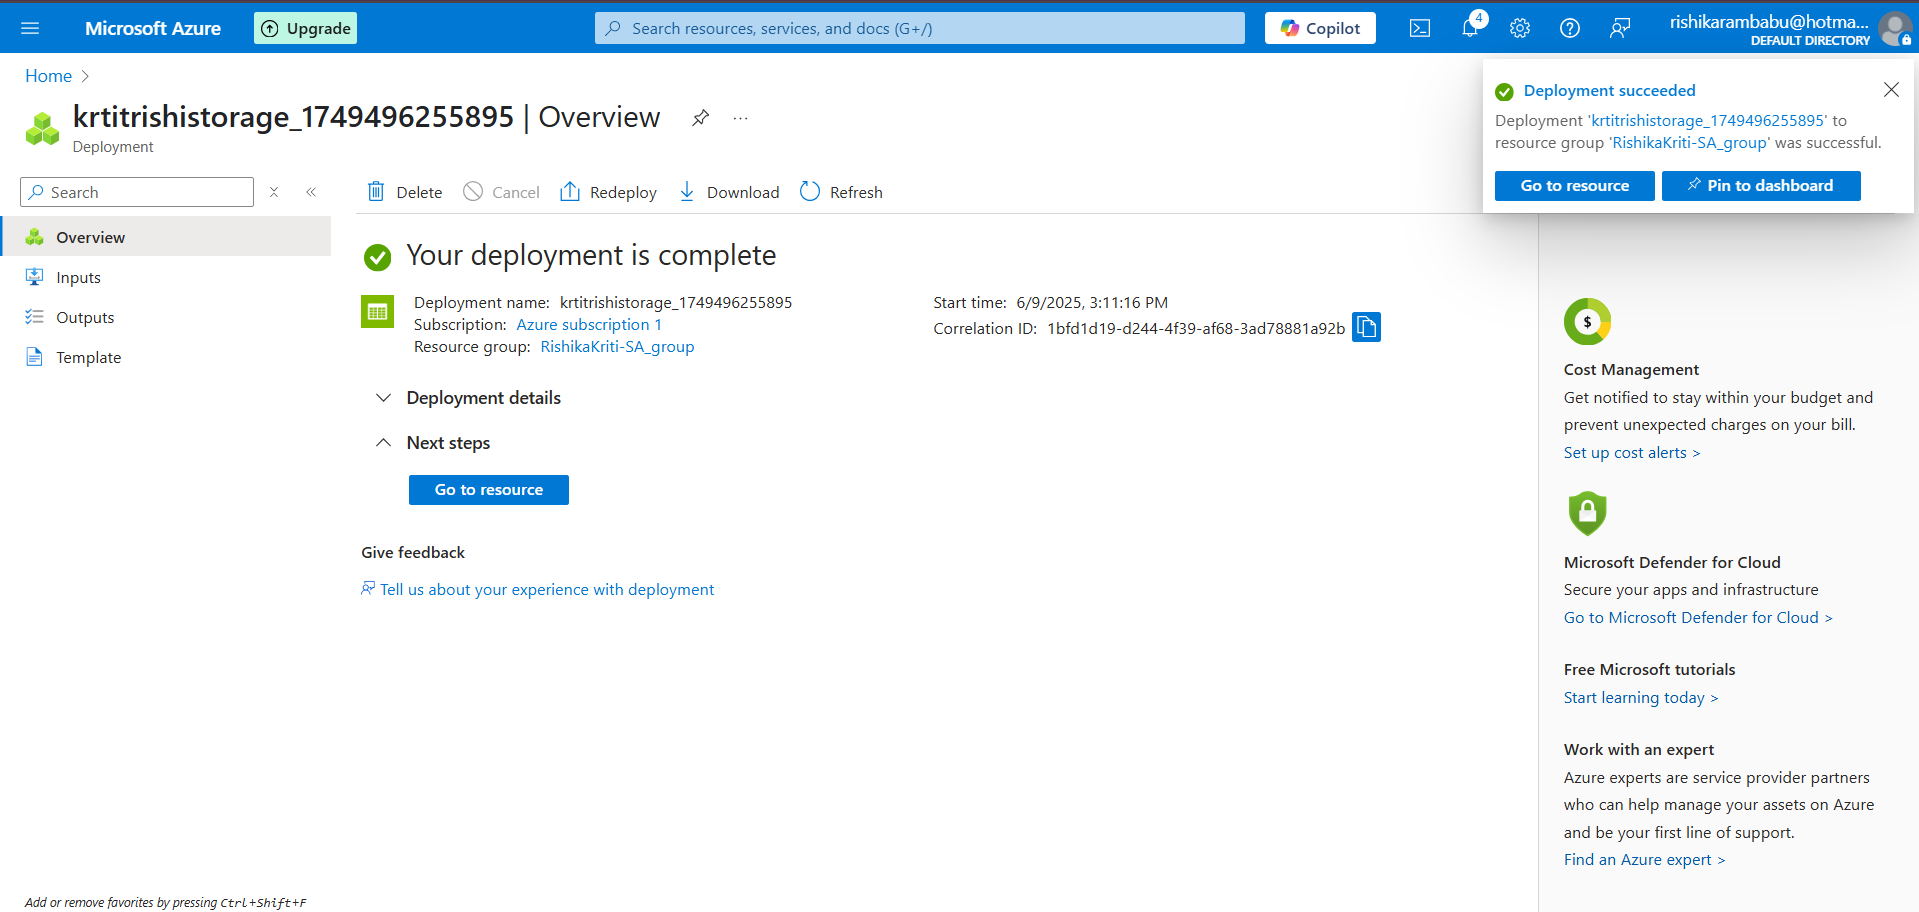 Microsoft Azure
Upgrade
Search resources, services, and docs (G+/)
Copilot
4
rishikarambabu@hotma...
DEFAULT DIRECTORY
Home
krtitrishistorage_1749496255895 | Overview
...
Deployment
Deployment succeeded
Deployment 'krtitrishistorage_1749496255895' to
resource group 'RishikaKriti-SA_group' was successful.
Go to resource
Pin to dashboard
Search
Delete
Cancel
Redeploy
Download
Refresh
Overview
Inputs
Outputs
Template
Your deployment is complete
Deployment name: krtitrishistorage_1749496255895
Subscription: Azure subscription 1
Resource group: RishikaKriti-SA_group
Start time: 6/9/2025, 3:11:16 PM
Correlation ID: 1bfd1d19-d244-4f39-af68-3ad78881a92b
Deployment details
Next steps
Go to resource
Give feedback
Tell us about your experience with deployment
$
Cost Management
Get notified to stay within your budget and
prevent unexpected charges on your bill.
Set up cost alerts >
Microsoft Defender for Cloud
Secure your apps and infrastructure
Go to Microsoft Defender for Cloud >
Free Microsoft tutorials
Start learning today >
Work with an expert
Azure experts are service provider partners
who can help manage your assets on Azure
and be your first line of support.
Find an Azure expert >
Add or remove favorites by pressing Ctrl+Shift+F